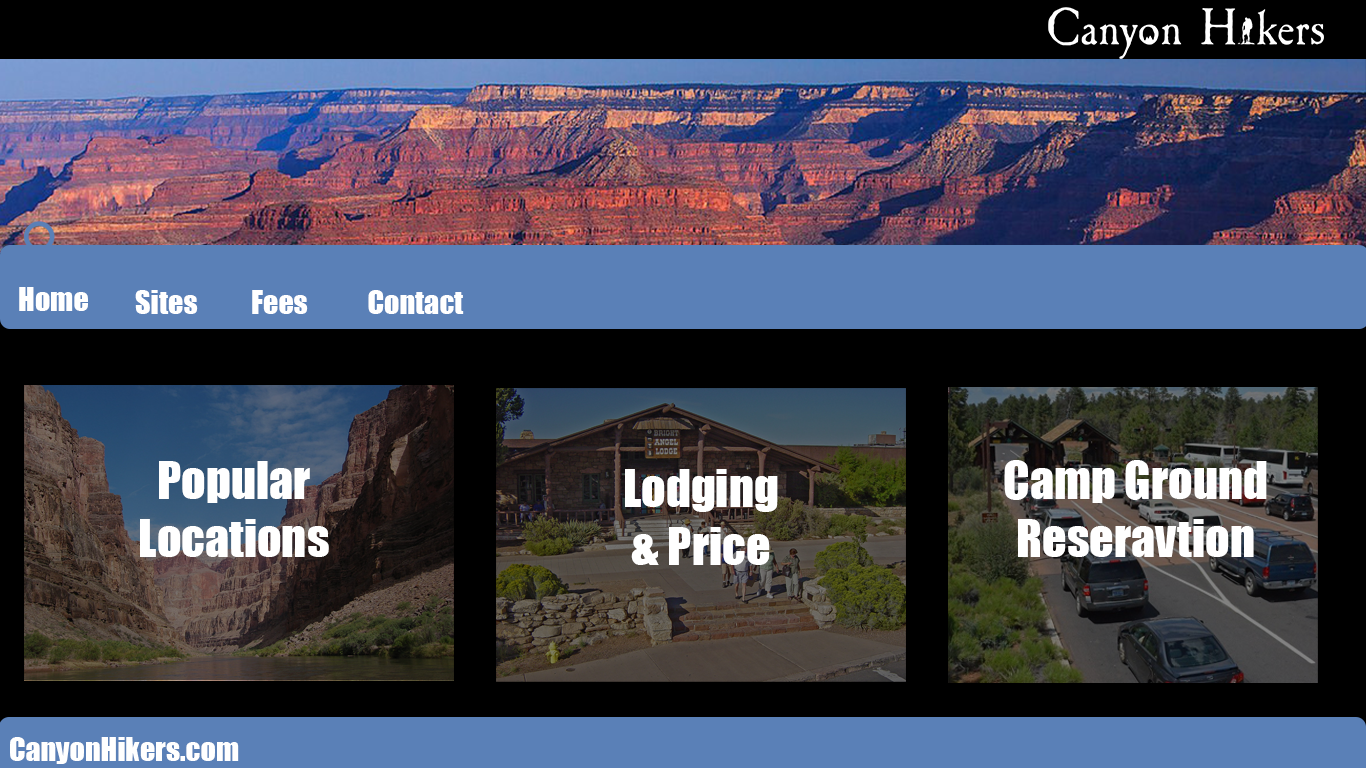 Canyon Hikers
Home Sites Fees Contact
BRIGHT
ANGEL
LODGE
Popular
Locations
Lodging
& Price
Camp Ground
Reseravtion
CanyonHikers.com